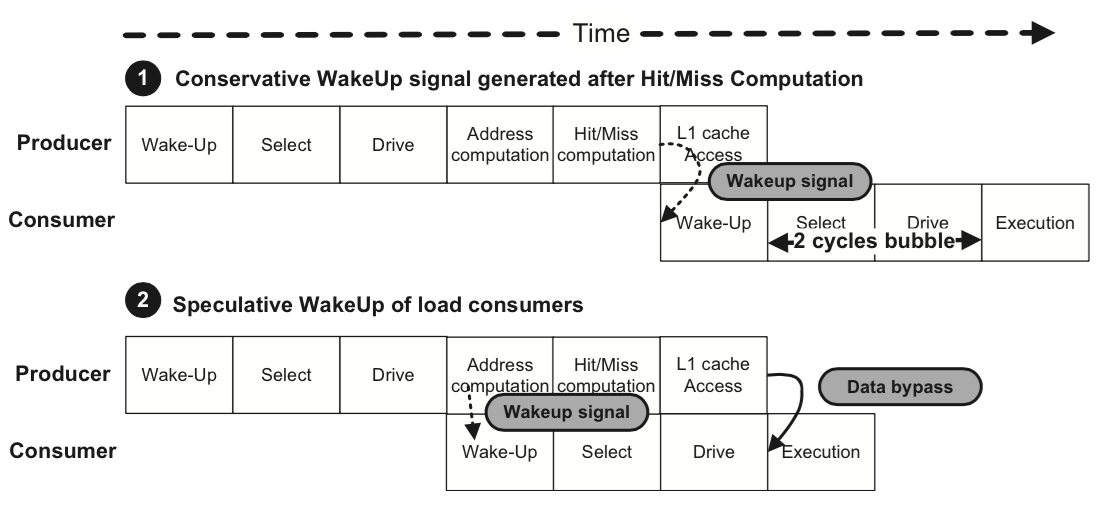 Time
1 Conservative WakeUp signal generated after Hit/Miss Computation
Producer
Wake-Up
Select
Drive
Address
computation
Hit/Miss
computation
L1 cache
Access
Wakeup signal
Consumer
Wake-Up
Select
Drive
Execution
2 cycles bubble
2 Speculative WakeUp of load consumers
Producer
Wake-Up
Select
Drive
Address
computation
Hit/Miss
computation
L1 cache
Access
Data bypass
Wakeup signal
Consumer
Wake-Up
Select
Drive
Execution